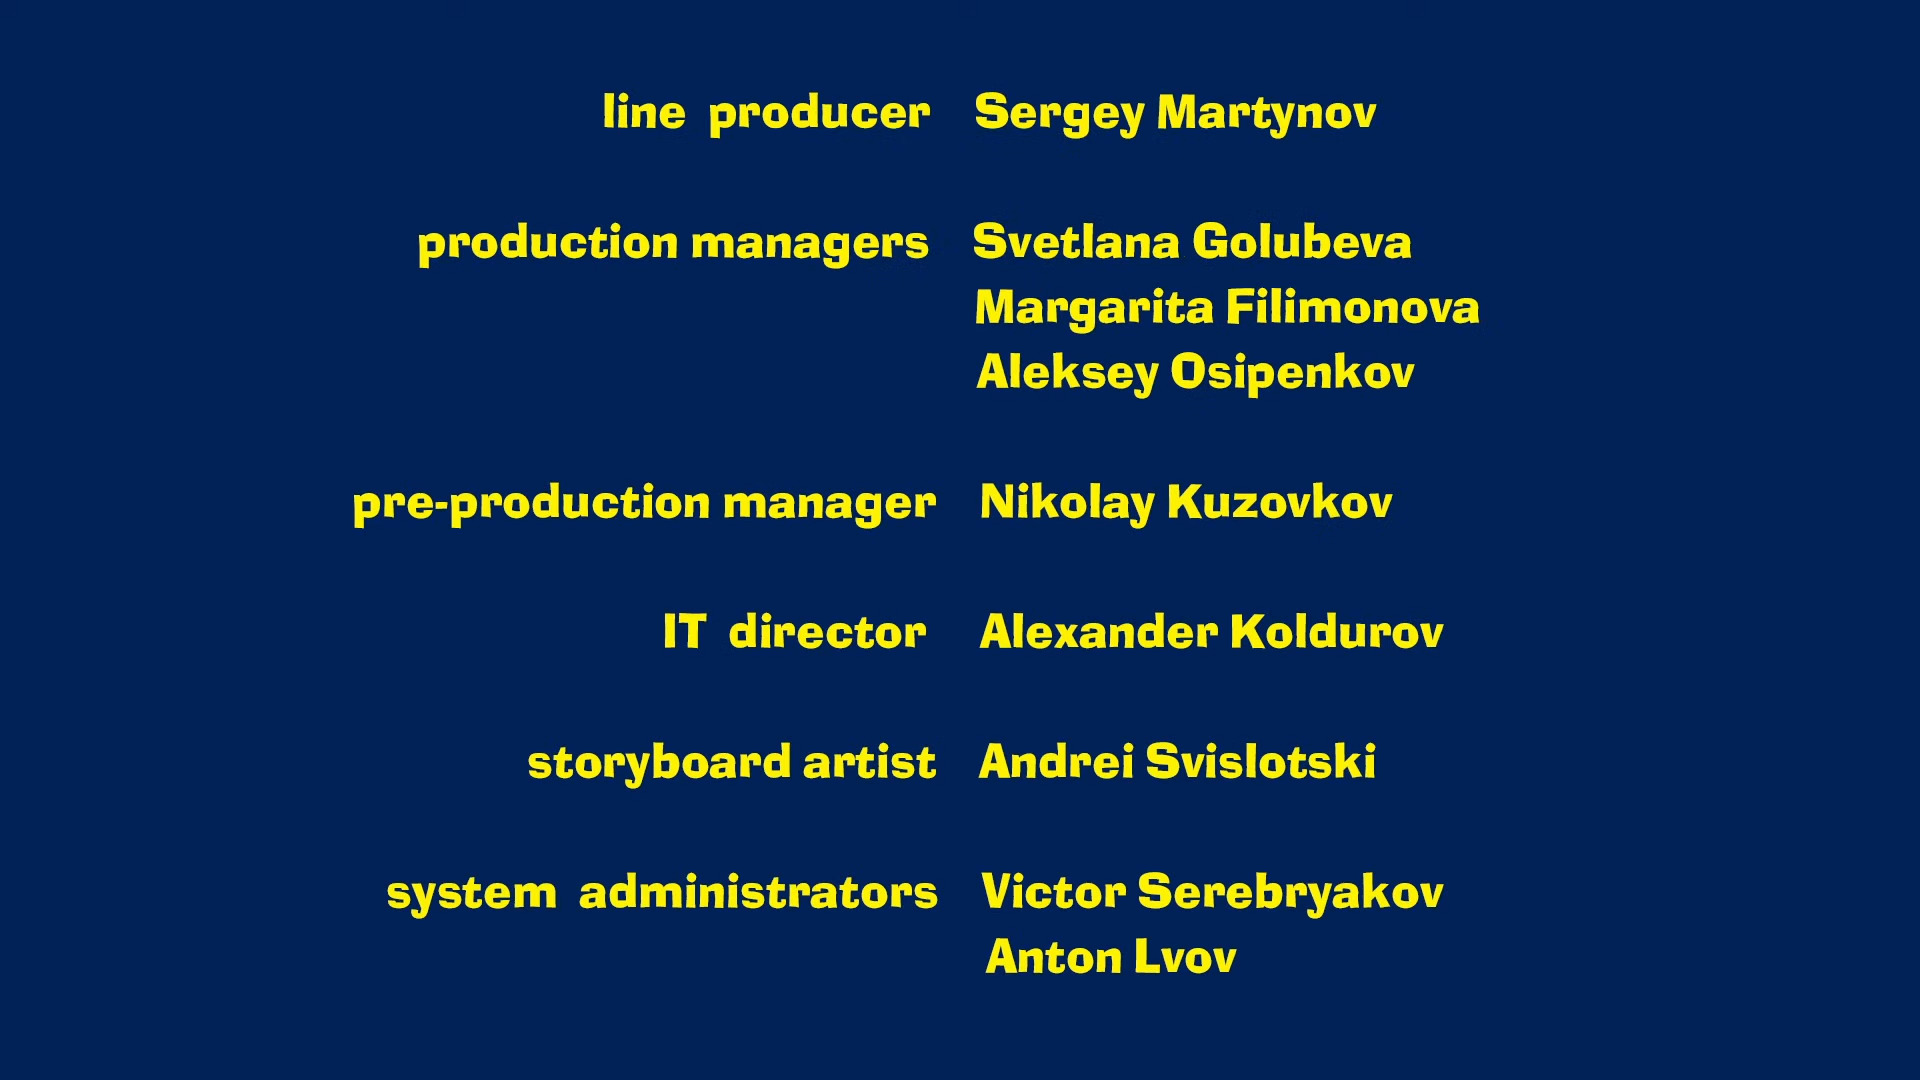 line producer Sergey Martynov
production managers Svetlana Golubeva
Margarita Filimonova
Aleksey Osipenkov
pre-production manager Nikolay Kuzovkov
IT director Alexander Koldurov
storyboard artist Andrei Svislotski
system administrators Victor Serebryakov
Anton Lvov